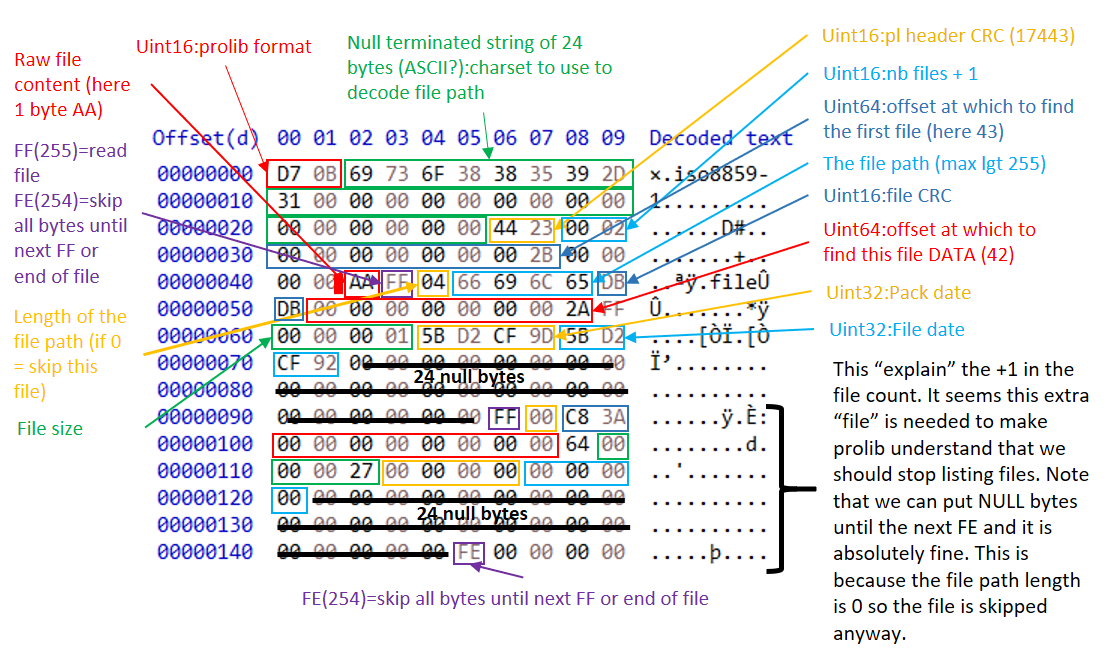 Uint16:prolib format
Null terminated string of 24
bytes (ASCII?):charset to use to
decode file path
Uint16:pl header CRC (17443)
Raw file
content (here
1 byte AA)
Uint16:nb files + 1
Uint64:offset at which to find
the first file (here 43)
The file path (max lgt 255)
Uint16:file CRC
Uint64:offset at which to
find this file DATA (42)
Uint32:Pack date
Uint32:File date
FF(255)=read
file
FE(254)=skip
all bytes until
next FF or
end of file
Length of the
file path (if 0
= skip this
file)
File size
Offset(d) 00 01 02 03 04 05 06 07 08 09 Decoded text
00000000 D7 0B 69 73 6F 38 38 35 39 2D ×.iso8859-
00000010 31 00 00 00 00 00 00 00 00 00 1.........
00000020 00 00 00 00 00 00 44 23 00 02 ......D#..
00000030 00 00 00 00 00 00 00 2B 00 00 .......+..
00000040 00 00 AA FF 04 66 69 6C 65 DB ..ªÿ.fileÛ
00000050 DB 00 00 00 00 00 00 00 2A FF Û.......*ÿ
00000060 00 00 00 01 5B D2 CF 9D 5B D2 ....[ÒÏ.[Ò
00000070 CF 92 00 00 00 00 00 00 00 00 Ï’........
24 null bytes
00000080 00 00 00 00 00 00 00 00 00 00 ..........
00000090 00 00 00 00 00 00 FF 00 C8 3A ......ÿ.È:
00000100 00 00 00 00 00 00 00 00 64 00 ........d.
00000110 00 00 27 00 00 00 00 00 00 00 ..'.......
00000120 00 00 00 00 00 00 00 00 00 00 ..........
24 null bytes
00000130 00 00 00 00 00 00 00 00 00 00 ..........
00000140 00 00 00 00 00 FE 00 00 00 00 .....þ....
FE(254)=skip all bytes until next FF or end of file
This “explain” the +1 in the
file count. It seems this extra
“file” is needed to make
prolib understand that we
should stop listing files. Note
that we can put NULL bytes
until the next FE and it is
absolutely fine. This is
because the file path length
is 0 so the file is skipped
anyway.